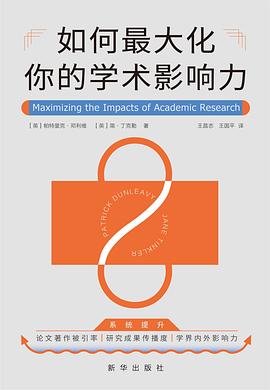 如何最大化
你的学术影响力
Maximizing the Impacts of Academic Research
［英］帕特里克·邓利维 ［英］简·丁克勒 著 王昌志 王国平 译
PATRICK DUNLEAVY
JANE TINKLER
系统提升
论文著作被引率｜研究成果传播度｜学界内外影响力
新华出版社